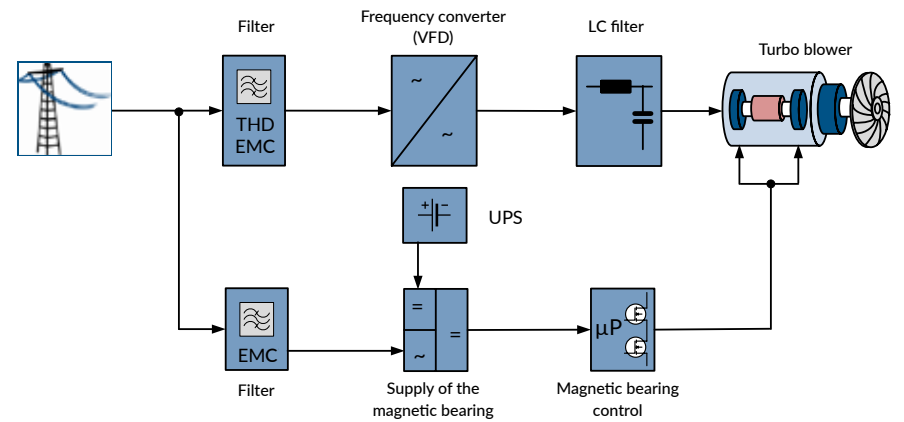 Filter
Frequency converter
(VFD)
LC filter
Turbo blower
THD
EMC
~
~
+ −
UPS
=
=
~
µP
EMC
Filter
Supply of the
magnetic bearing
Magnetic bearing
control